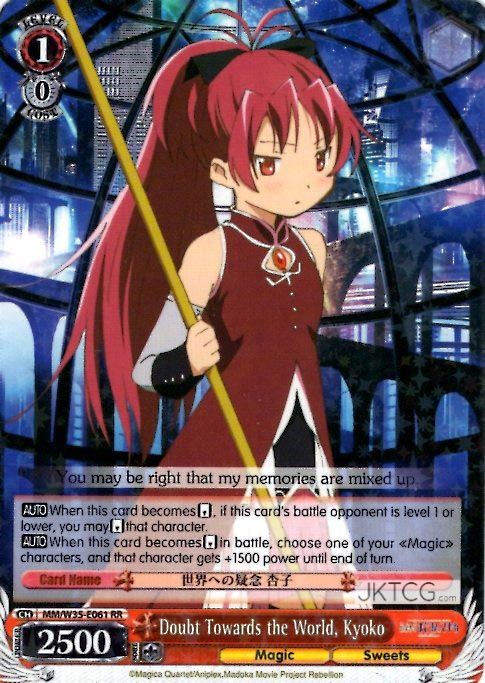 LEVEL
1
0
COST
You may be right that my memories are mixed up.
AUTO When this card becomes, if this card's battle opponent is level 1 or
lower, you may that character.
AUTO When this card becomes in battle, choose one of your «Magic»
characters, and that character gets +1500 power until end of turn.
Card Name 世界への疑念 杏子
JKTCG.com
CH MM/W35-E061 RR
POWER 2500
Doubt Towards the World, Kyoko
Magic Sweets
©Magica Quartet/Aniplex,Madoka Movie Project Rebellion